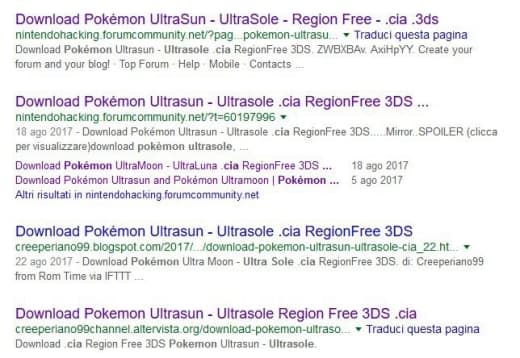 Download Pokémon UltraSun - UltraSole - Region Free - .cia .3ds
nintendohacking.forumcommunity.net/?pag...pokemon-ultrasu... ▼ Traduci questa pagina
Download Pokémon Ultrasun - Ultrasole .cia RegionFree 3DS. ZWBXBAv. AxiHpYY. Create your
forum and your blog! · Top Forum · Help · Mobile · Contacts ...
Download Pokémon Ultrasun - Ultrasole .cia RegionFree 3DS ...
nintendohacking.forumcommunity.net/?t=60197996 ▼
18 ago 2017 - Download Pokémon Ultrasun - Ultrasole .cia RegionFree 3DS.....Mirror..SPOILER (clicca
per visualizzare)download pokèmon ultrasole, ...
Download Pokémon UltraMoon - UltraLuna .cia RegionFree 3DS ... 18 ago 2017
Download Pokémon Ultrasun and Pokémon Ultramoon | Pokémon ... 5 ago 2017
Altri risultati in nintendohacking.forumcommunity.net
Download Pokémon Ultrasun - Ultrasole .cia RegionFree 3DS
creeperiano99.blogspot.com/2017/.../download-pokemon-ultrasun-ultrasole-cia_22.ht... ▼
22 ago 2017 - Download Pokémon Ultra Moon - Ultra Sole .cia RegionFree 3DS. di: Creeperiano99
from Rom Time via IFTTT ...
Download Pokemon Ultrasun - Ultrasole Region Free 3DS .cia
creeperiano99channel.altervista.org/download-pokemon-ultraso... ▼ Traduci questa pagina
Download .cia Region Free 3DS Pokemon Ultrasun - Ultrasole.